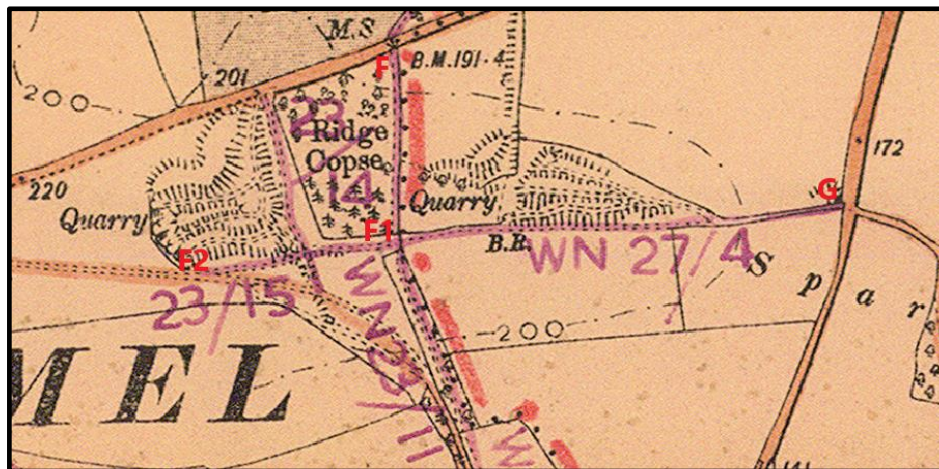 M.S
F
B.M.191·4
201
200
23/
14
Ridge
Copse
172
220
Quarry
Quarry
G
F1
B.R.
F2
WN 27/4
S
p
a
r
23/15
200
MEL
W
141